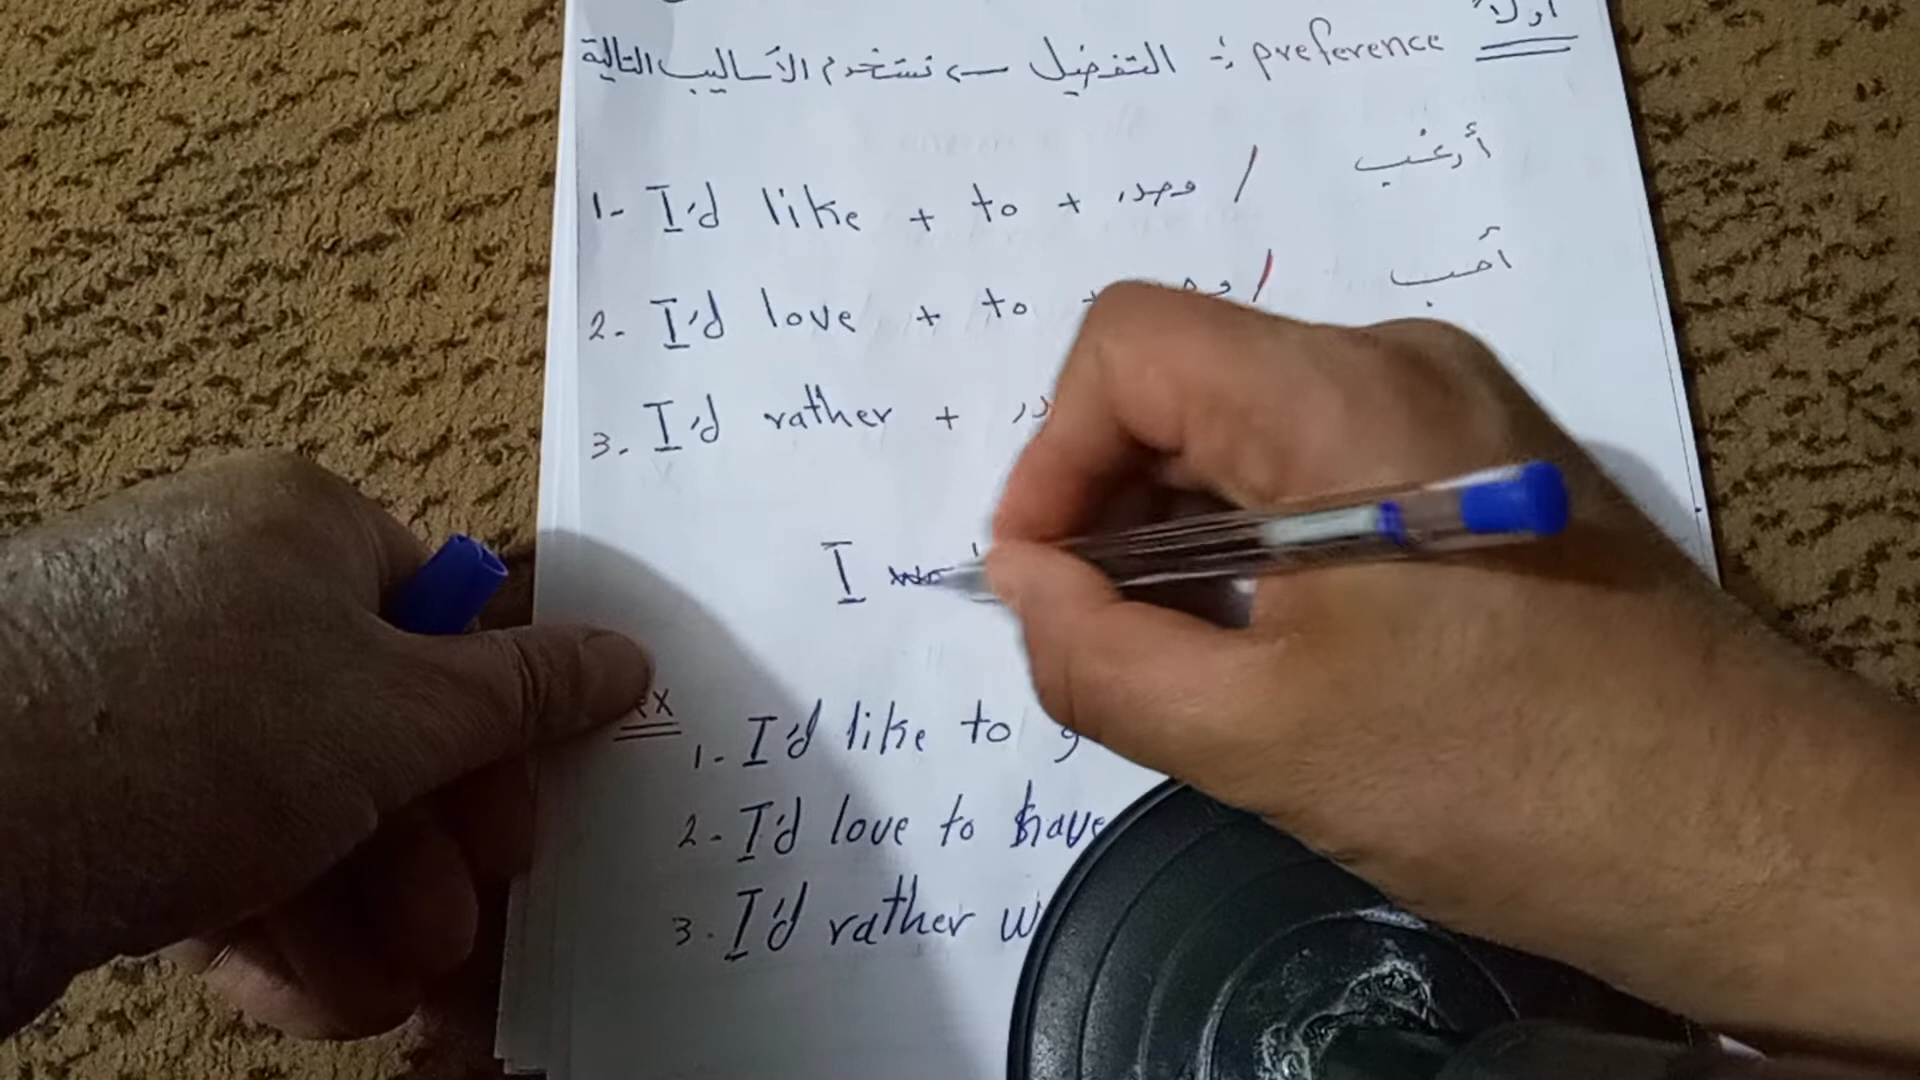 أولاً preference :- التفضيل ← نستخدم الأساليب التالية
1- I'd like + to + مصدر / أرغب
2. I'd love + to + / أحب
3. I'd rather +
I
ex
1- I'd like to
2- I'd love to have
3. I'd rather